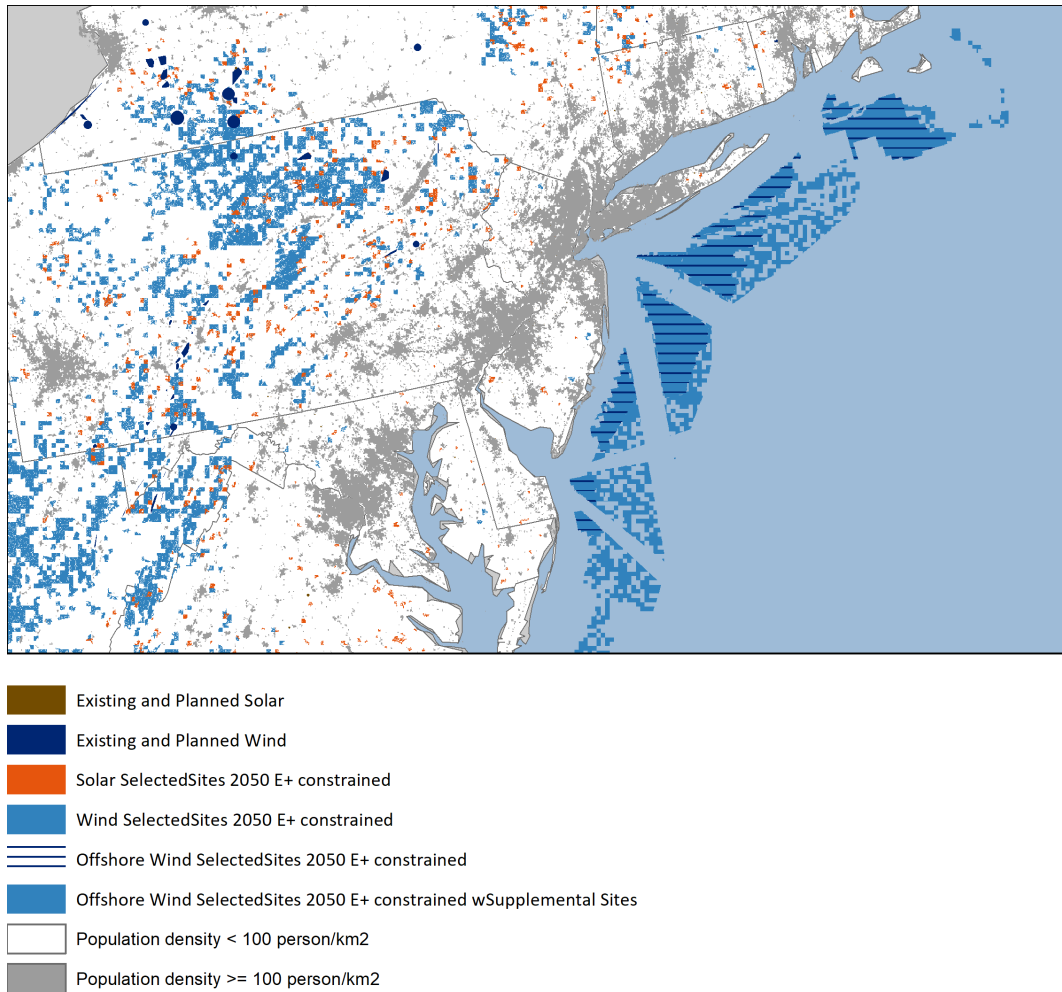 Existing and Planned Solar
Existing and Planned Wind
Solar SelectedSites 2050 E+ constrained
Wind SelectedSites 2050 E+ constrained
Offshore Wind SelectedSites 2050 E+ constrained
Offshore Wind SelectedSites 2050 E+ constrained wSupplemental Sites
Population density < 100 person/km2
Population density >= 100 person/km2